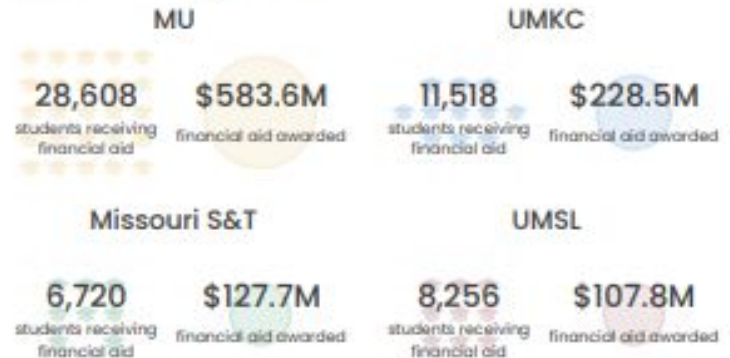 MU
UMKC
28,608
$583.6M
11,518
$228.5M
students receiving
financial aid
financial aid awarded
students receiving
financial aid
financial aid awarded
Missouri S&T
UMSL
6,720
$127.7M
8,256
$107.8M
students receiving
financial aid
financial aid awarded
students receiving
financial aid
financial aid awarded